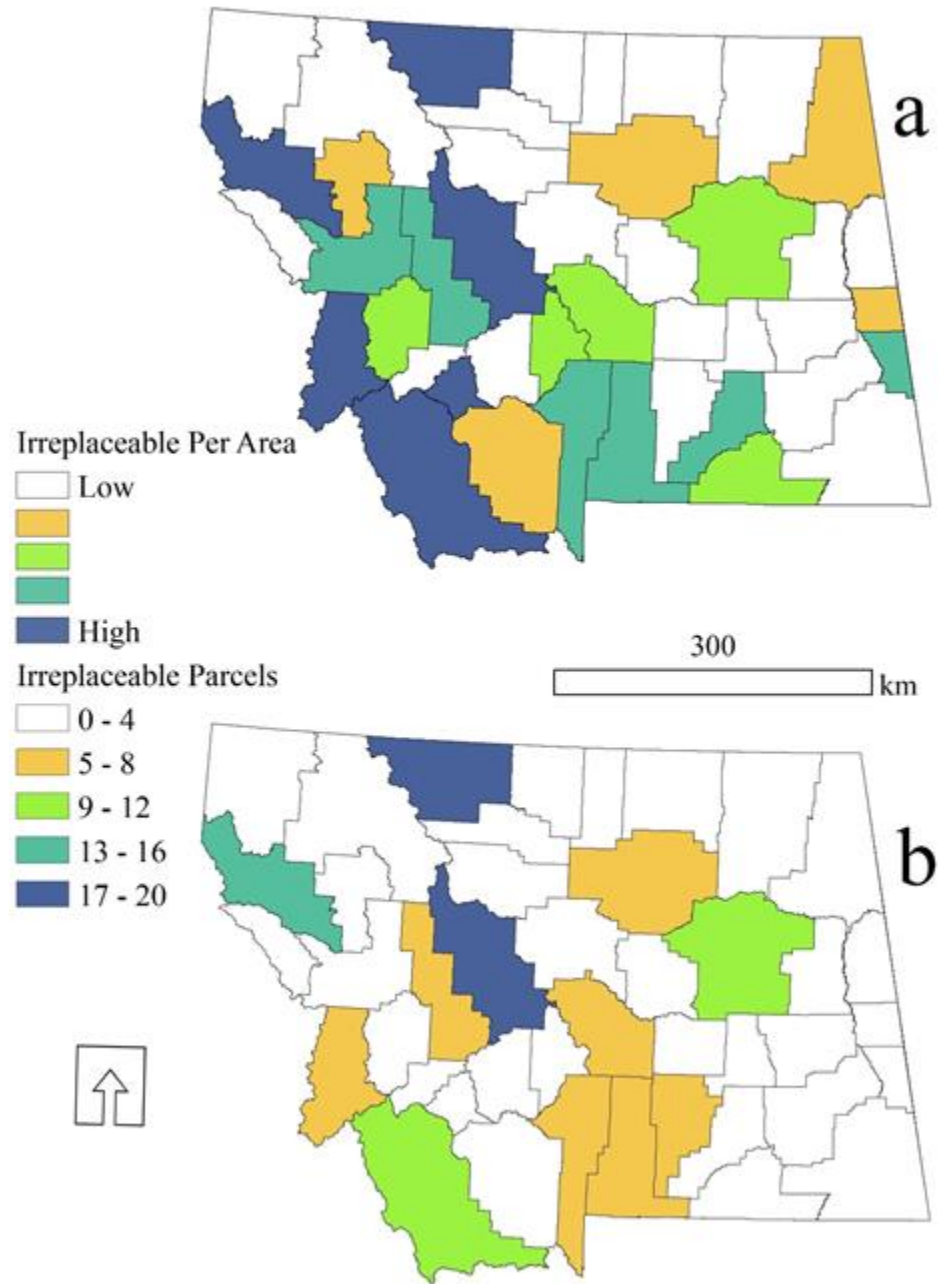 a
Irreplaceable Per Area
Low
High
300
km
Irreplaceable Parcels
0 - 4
5 - 8
9 - 12
13 - 16
17 - 20
b